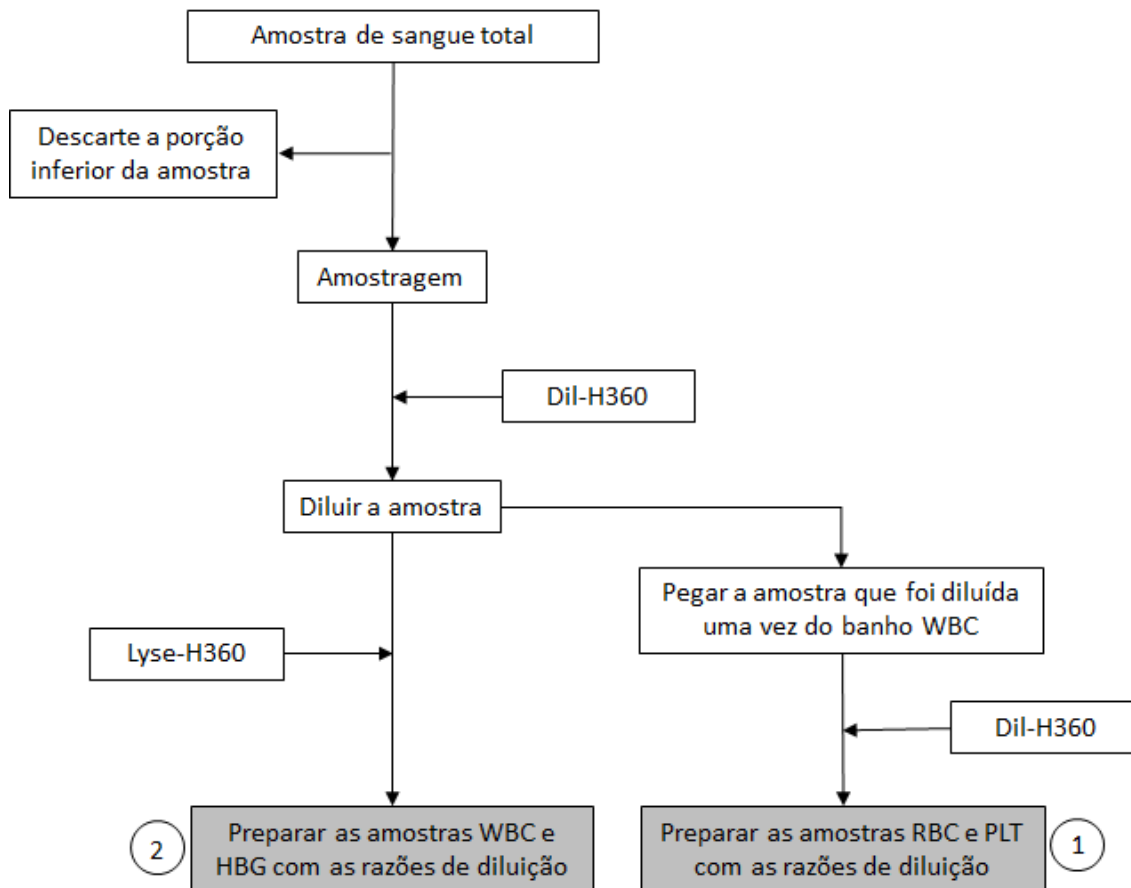 Amostra de sangue total
Descarte a porção
inferior da amostra
Amostragem
Dil-H360
Diluir a amostra
Pegar a amostra que foi diluída
uma vez do banho WBC
Lyse-H360
Dil-H360
2
Preparar as amostras WBC e
HBG com as razões de diluição
Preparar as amostras RBC e PLT
com as razões de diluição
1